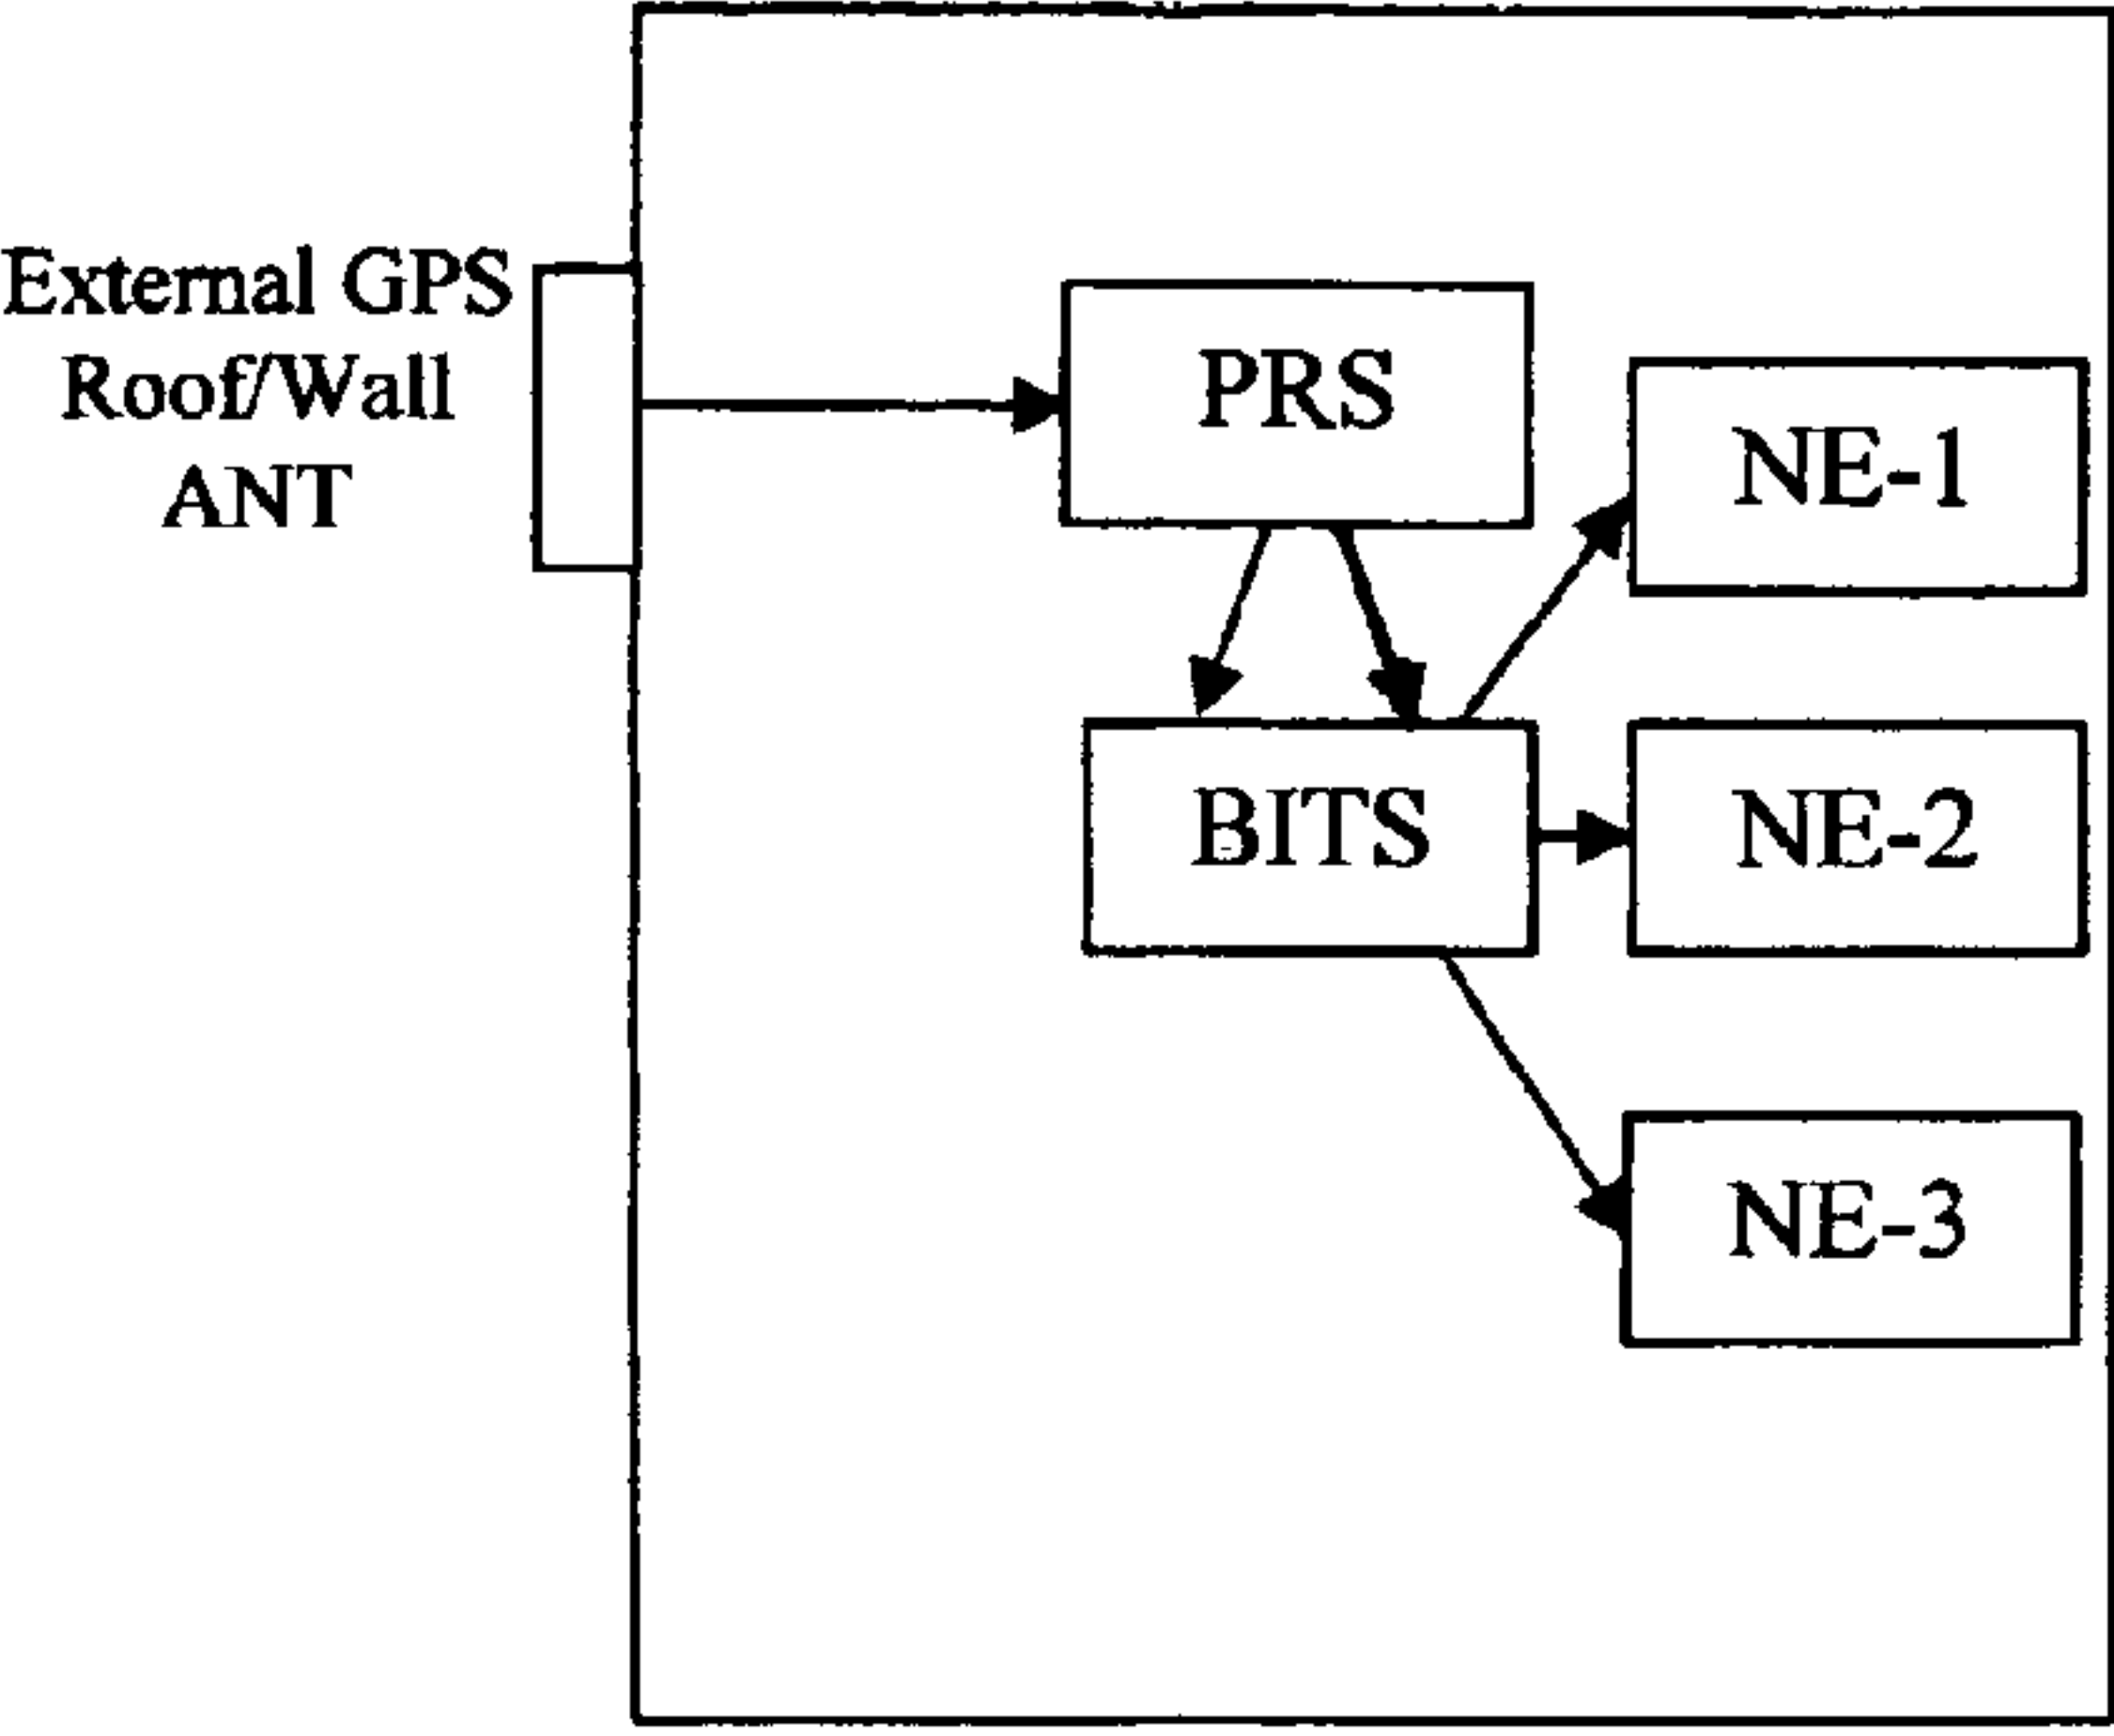 External GPS
Roof/Wall
ANT
PRS
NE-1
BITS
NE-2
NE-3